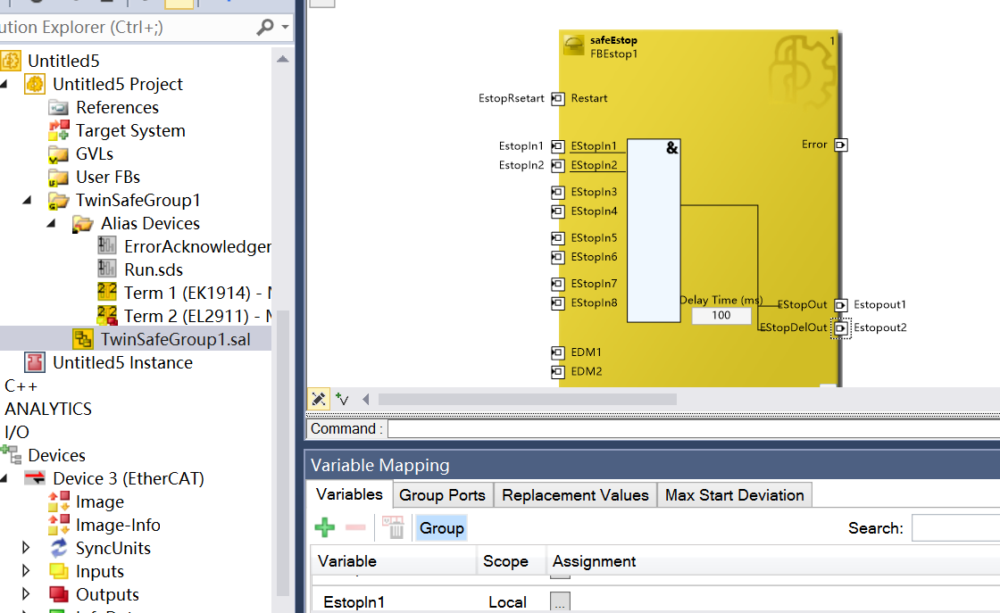 ution Explorer (Ctrl+;)
Untitled5
Untitled5 Project
References
Target System
GVLs
User FBs
TwinSafeGroup1
Alias Devices
ErrorAcknowledgen
Run.sds
Term 1 (EK1914) -
Term 2 (EL2911) -
TwinSafeGroup1.sal
Untitled5 Instance
C++
ANALYTICS
I/O
Devices
Device 3 (EtherCAT)
Image
Image-Info
SyncUnits
Inputs
Outputs
safeEstop
FBEstop1
1
EstopRsetart
Restart
EstopIn1
EStopIn1
&
Error
EstopIn2
EStopIn2
EStopIn3
EStopIn4
EStopIn5
EStopIn6
EStopIn7
EStopIn8
Delay Time (ms)
100
EStopOut
Estopout1
EStopDelOut
Estopout2
EDM1
EDM2
Command :
Variable Mapping
Variables
Group Ports
Replacement Values
Max Start Deviation
Group
Search:
Variable
Scope
Assignment
EstopIn1
Local
...